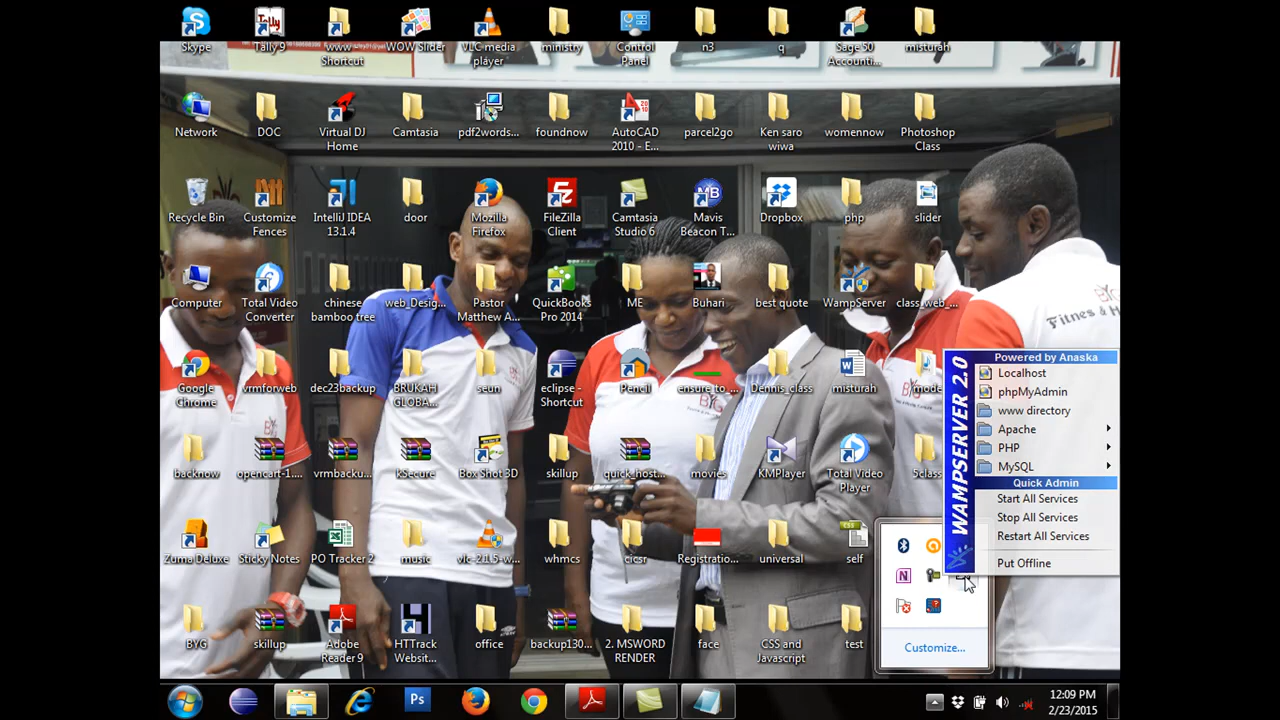 Skype
Tally 9
www -
Shortcut
WOW Slider
VLC media
player
ministry
Control
Panel
n3
q
Sage 50
Accounti...
misturah
Network
DOC
Virtual DJ
Home
Camtasia
pdf2words...
foundnow
AutoCAD
2010 - E...
parcel2go
Ken saro
wiwa
womennow
Photoshop
Class
Recycle Bin
Customize
Fences
IntelliJ IDEA
13.1.4
door
Mozilla
Firefox
FileZilla
Client
Camtasia
Studio 6
Mavis
Beacon T...
Dropbox
php
slider
Computer
Total Video
Converter
chinese
bamboo tree
web_Desig...
Pastor
Matthew A...
QuickBooks
Pro 2014
ME
Buhari
best quote
WampServer
class_web_...
Google
Chrome
vrmforweb
dec23backup
BRUKAH
GLOBA...
seun
eclipse -
Shortcut
Pencil
ensure_to_...
Dennis_class
misturah
mode
backnow
opencart-1....
vrmbacku...
kSecure
Box Shot 3D
skillup
quick_host...
movies
KMPlayer
Total Video
Player
5class
Zuma Deluxe
Sticky Notes
PO Tracker 2
music
vlc-2.1.5-w...
whmcs
cicsr
Registratio...
universal
self
BYG
skillup
Adobe
Reader 9
HTTrack
Websit...
office
backup130...
2. MSWORD
RENDER
face
CSS and
Javascript
test
WAMPSERVER 2.0
Powered by Anaska
Localhost
phpMyAdmin
www directory
Apache
PHP
MySQL
Quick Admin
Start All Services
Stop All Services
Restart All Services
Put Offline
Customize...
Ps
12:09 PM
2/23/2015